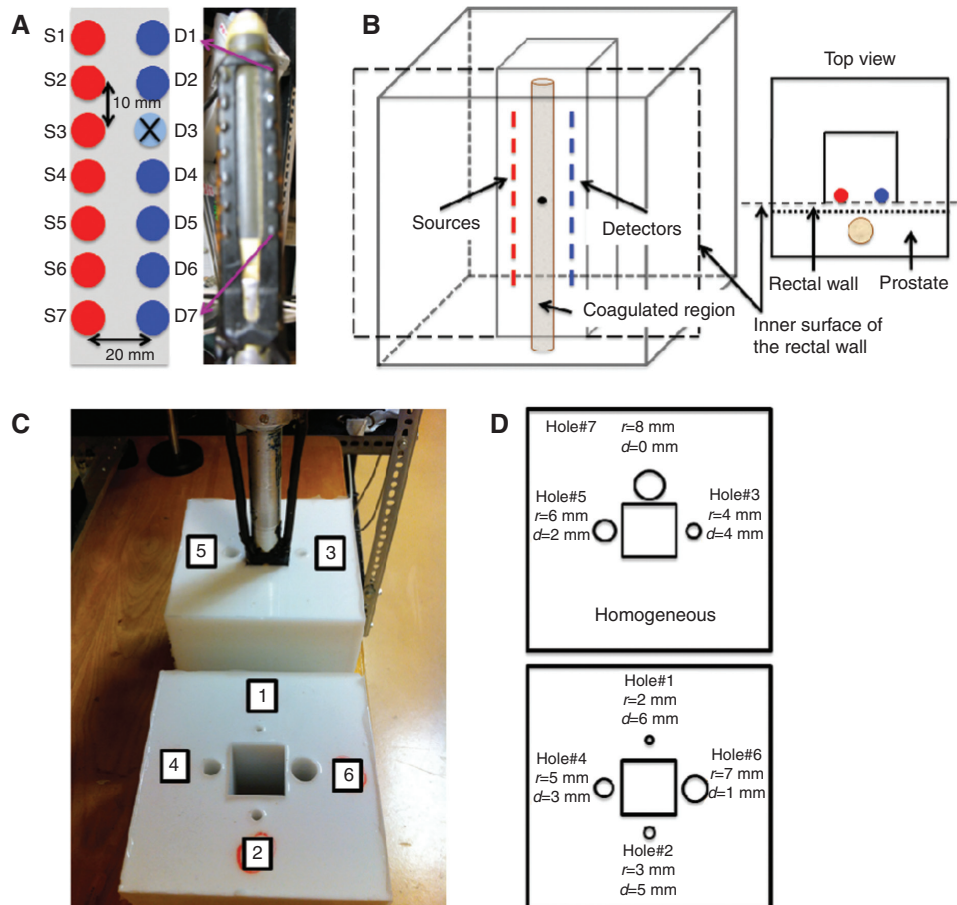 A
S1
D1
S2
D2
10 mm
S3
X
D3
S4
D4
S5
D5
S6
D6
S7
D7
20 mm
B
Top view
Sources
Detectors
Coagulated region
Rectal wall
Prostate
Inner surface of
the rectal wall
C
5
3
1
4
6
2
D
Hole#7
r=8 mm
d=0 mm
Hole#5
r=6 mm
d=2 mm
Hole#3
r=4 mm
d=4 mm
Homogeneous
Hole#1
r=2 mm
d=6 mm
Hole#4
r=5 mm
d=3 mm
Hole#6
r=7 mm
d=1 mm
Hole#2
r=3 mm
d=5 mm